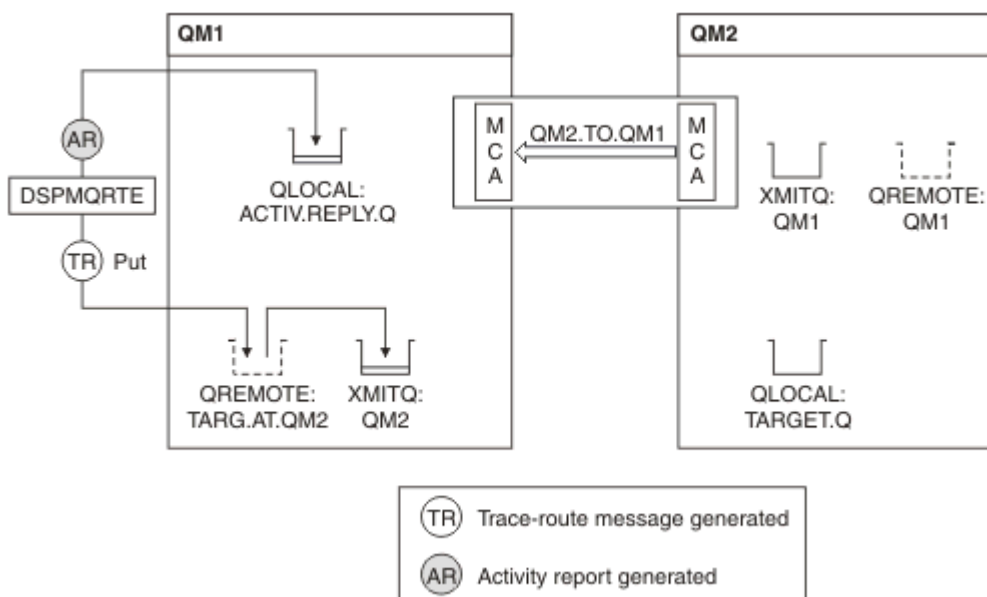 QM1
QM2
AR
DSPMQRTE
TR Put
QLOCAL:
ACTIV.REPLY.Q
QREMOTE:
TARG.AT.QM2
XMITQ:
QM2
M
C
A
QM2.TO.QM1
M
C
A
XMITQ:
QM1
QREMOTE:
QM1
QLOCAL:
TARGET.Q
TR Trace-route message generated
AR Activity report generated